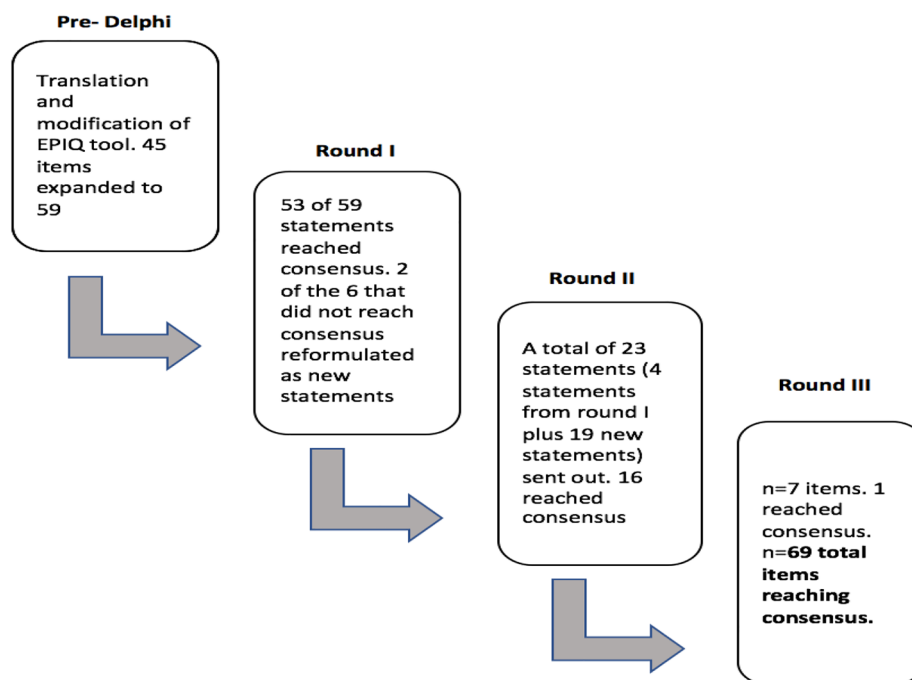 Pre- Delphi
Translation
and
modification of
EPIQ tool. 45
items
expanded to
59
Round I
53 of 59
statements
reached
consensus. 2
of the 6 that
did not reach
consensus
reformulated
as new
statements
Round II
A total of 23
statements (4
statements
from round I
plus 19 new
statements)
sent out. 16
reached
consensus
Round III
n=7 items. 1
reached
consensus.
n=69 total
items
reaching
consensus.